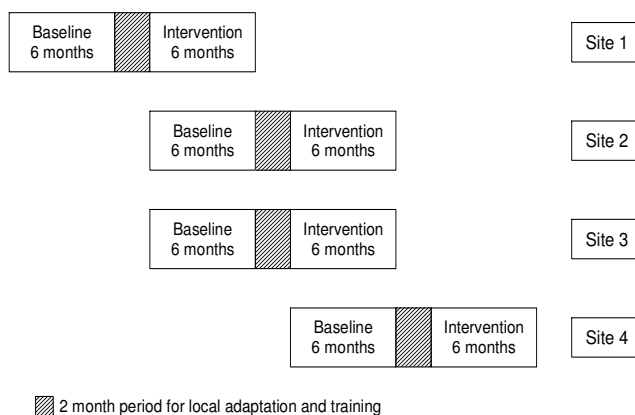 Baseline
6 months
Intervention
6 months
Site 1
Baseline
6 months
Intervention
6 months
Site 2
Baseline
6 months
Intervention
6 months
Site 3
Baseline
6 months
Intervention
6 months
Site 4
2 month period for local adaptation and training